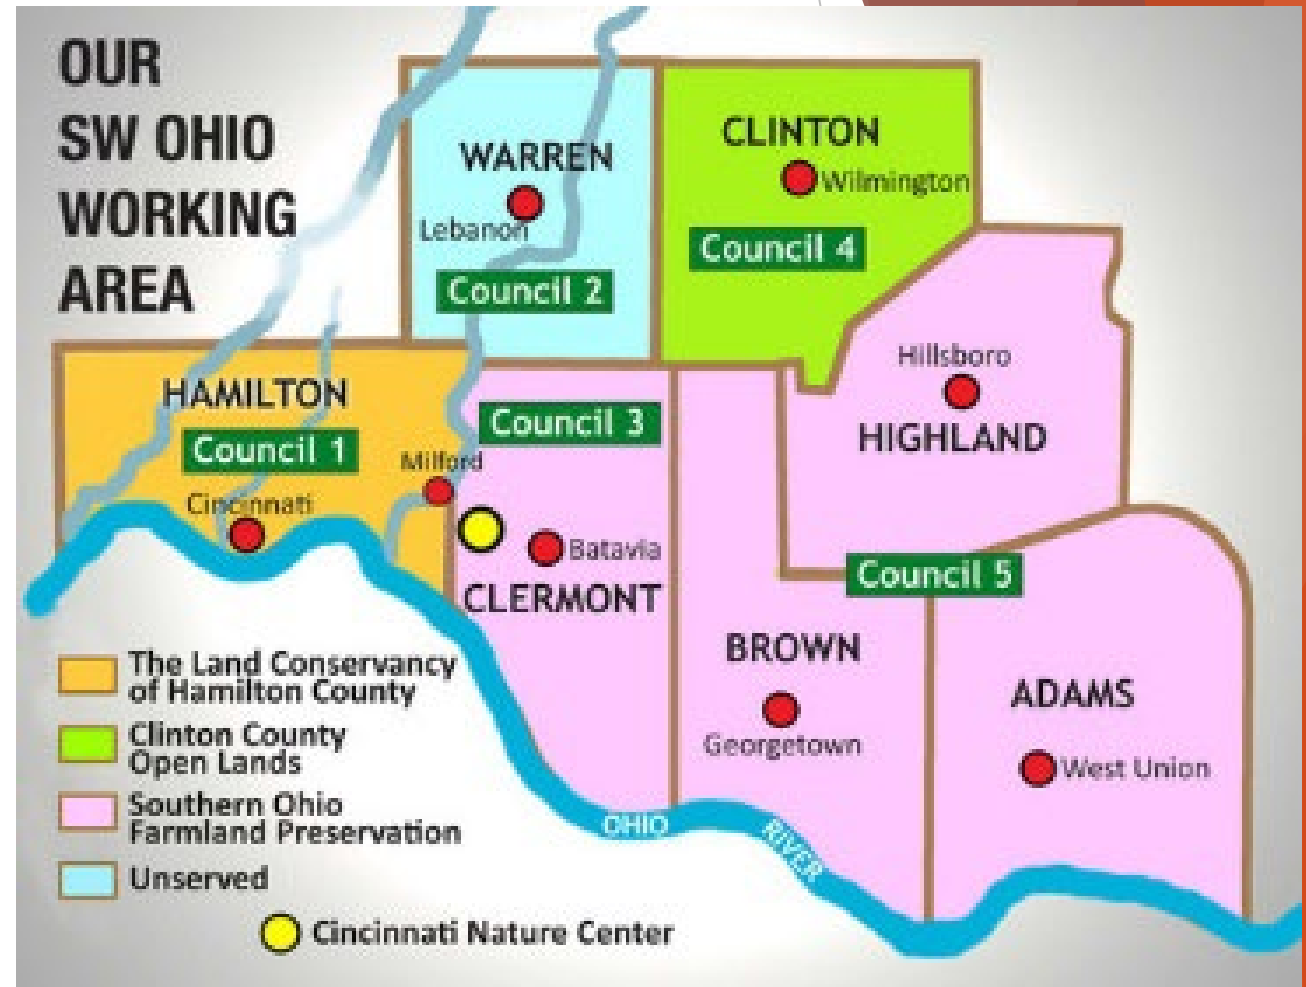 OUR
SW OHIO
WORKING
AREA
WARREN
Lebanon
Council 2
CLINTON
Wilmington
Council 4
HAMILTON
Council 1
Cincinnati
Milford
Council 3
Batavia
CLERMONT
Hillsboro
HIGHLAND
Council 5
BROWN
Georgetown
ADAMS
West Union
OHIO
RIVER
The Land Conservancy
of Hamilton County
Clinton County
Open Lands
Southern Ohio
Farmland Preservation
Unserved
Cincinnati Nature Center